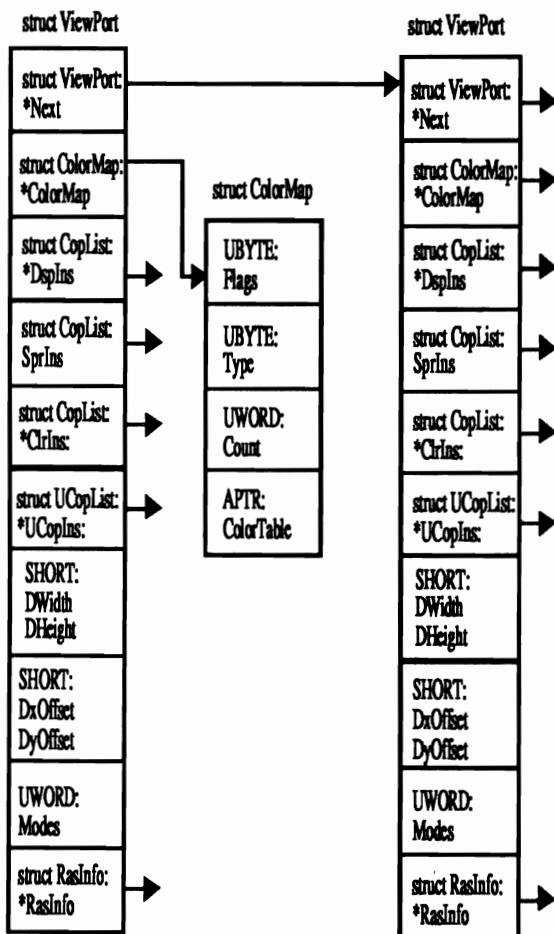 struct ViewPort
struct ViewPort:
*Next
struct ColorMap:
*ColorMap
struct CopList:
*DspIns
struct CopList:
SprIns
struct CopList:
*ClrIns:
struct UCopList:
*UCopIns:
SHORT:
DWidth
DHeight
SHORT:
DxOffset
DyOffset
UWORD:
Modes
struct RasInfo:
*RasInfo
struct ColorMap
UBYTE:
Flags
UBYTE:
Type
UWORD:
Count
APTR:
ColorTable
struct ViewPort
struct ViewPort:
*Next
struct ColorMap:
*ColorMap
struct CopList:
*DspIns
struct CopList:
SprIns
struct CopList:
*ClrIns:
struct UCopList:
*UCopIns:
SHORT:
DWidth
DHeight
SHORT:
DxOffset
DyOffset
UWORD:
Modes
struct RasInfo:
*RasInfo